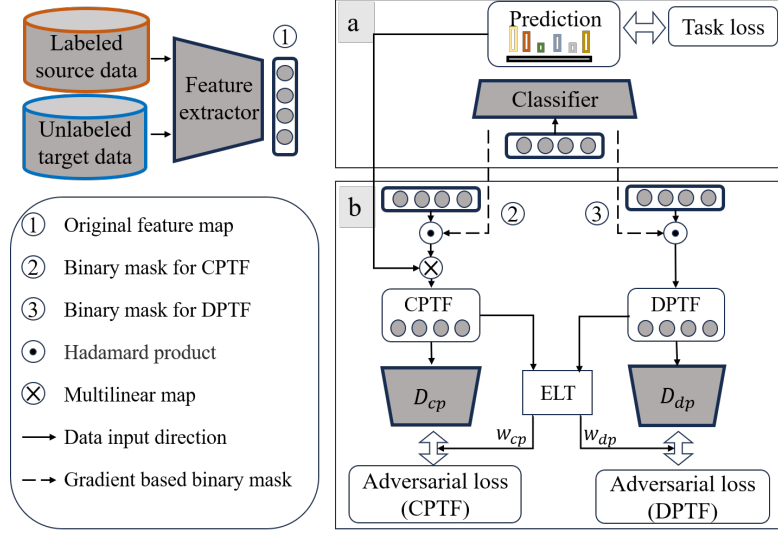 Labeled
source data
Unlabeled
target data
Feature
extractor
1
a
Prediction
Task loss
Classifier
b
2
3
CPTF
DPTF
D_cp
ELT
D_dp
w_cp
w_dp
Adversarial loss
(CPTF)
Adversarial loss
(DPTF)
1 Original feature map
2 Binary mask for CPTF
3 Binary mask for DPTF
Hadamard product
Multilinear map
Data input direction
Gradient based binary mask